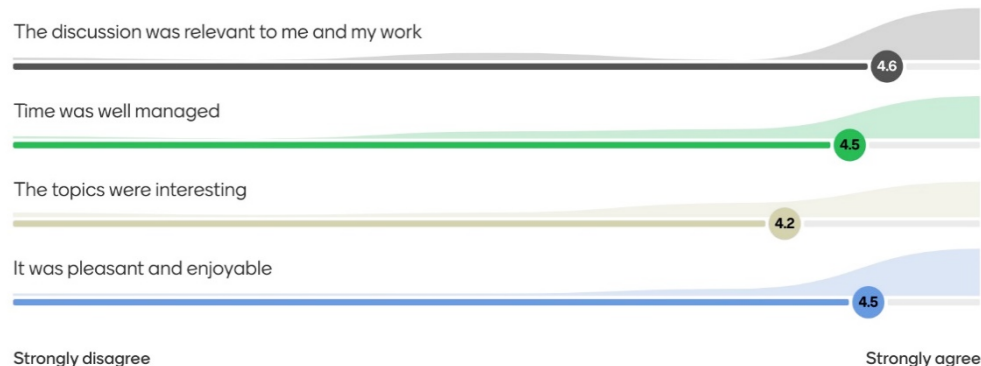 The discussion was relevant to me and my work
4.6
Time was well managed
4.5
The topics were interesting
4.2
It was pleasant and enjoyable
4.5
Strongly disagree Strongly agree